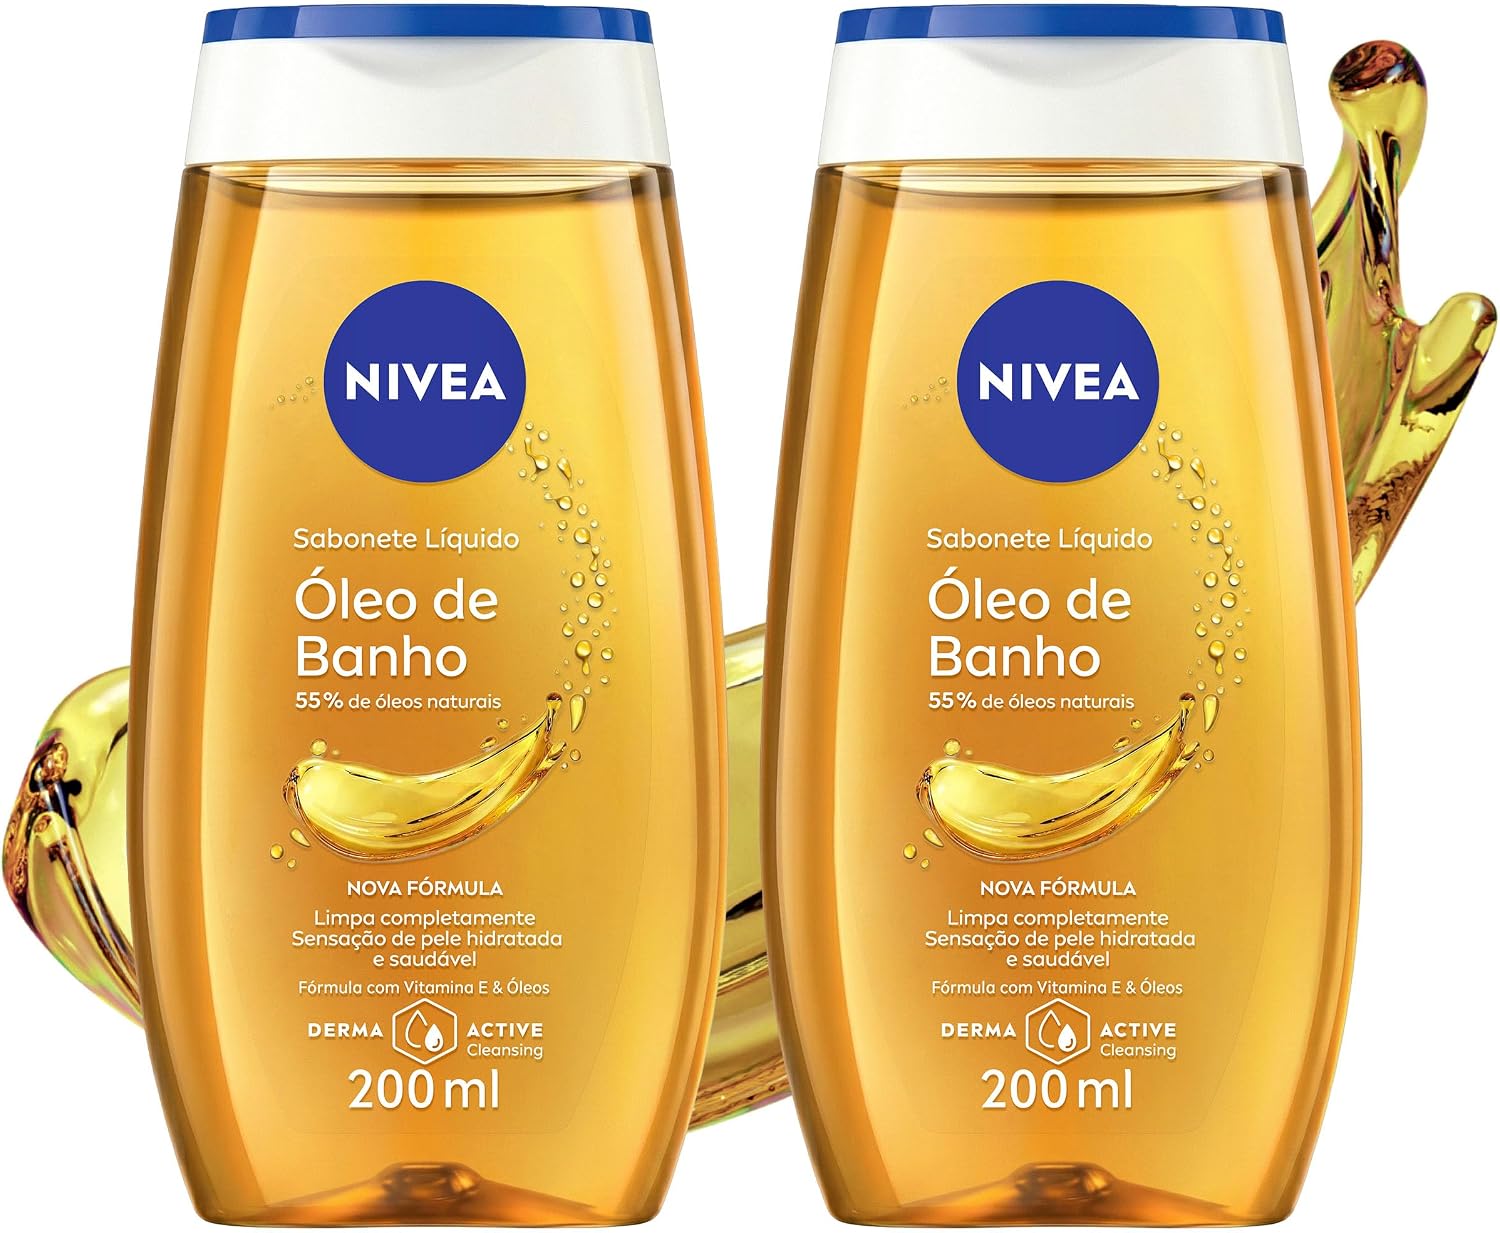 NIVEA
Sabonete Líquido
Óleo de
Banho
55% de óleos naturais
NOVA FÓRMULA
Limpa completamente
Sensação de pele hidratada
e saudável
Fórmula com Vitamina E & Óleos
DERMA ACTIVE
Cleansing
200 ml
NIVEA
Sabonete Líquido
Óleo de
Banho
55% de óleos naturais
NOVA FÓRMULA
Limpa completamente
Sensação de pele hidratada
e saudável
Fórmula com Vitamina E & Óleos
DERMA ACTIVE
Cleansing
200 ml